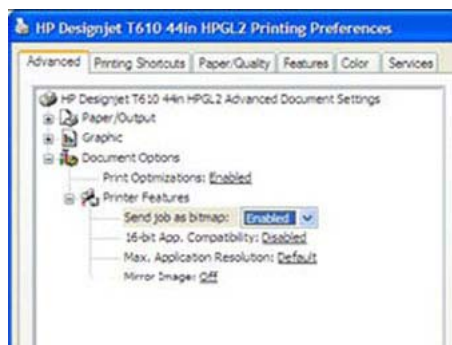 HP Designjet T610 44in HPGL2 Printing Preferences
Advanced Printing Shortcuts Paper/Quality Features Color Services
HP Designjet T610 44in HPGL2 Advanced Document Settings
Paper/Output
Graphic
Document Options
Print Optimizations: Enabled
Printer Features
Send job as bitmap: Enabled
16-bit App. Compatibility: Disabled
Max. Application Resolution: Default
Mirror Image: Off